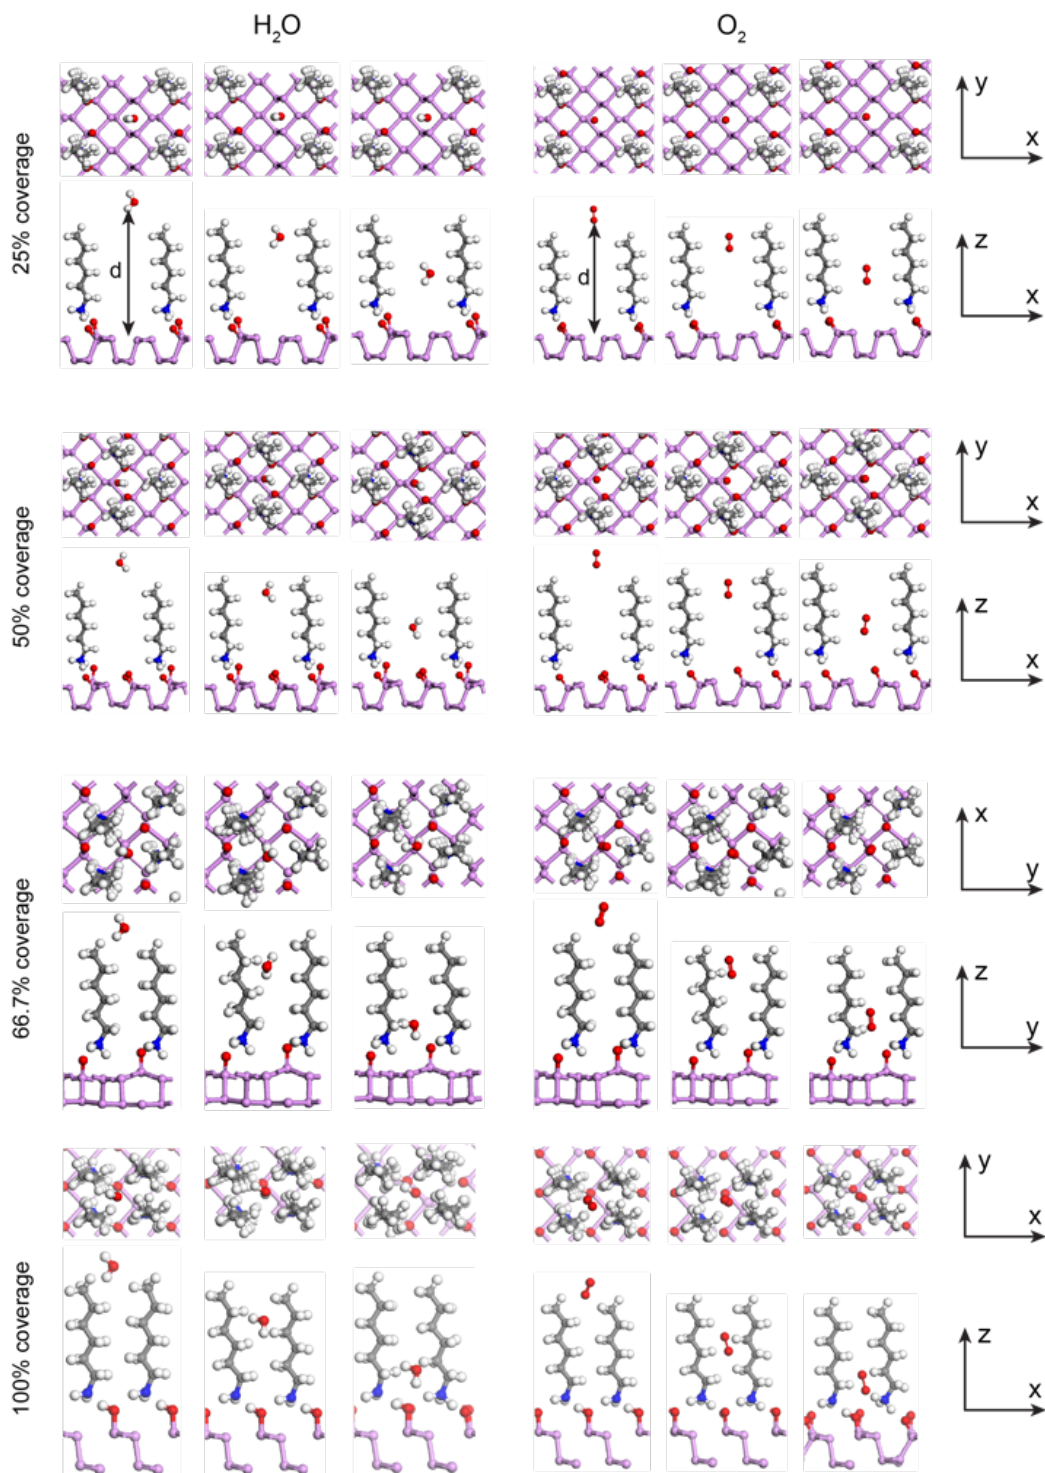 H₂O O₂
25% coverage
y
x
d
d
z
x
50% coverage
y
x
z
x
66.7% coverage
x
y
z
y
100% coverage
y
x
z
x